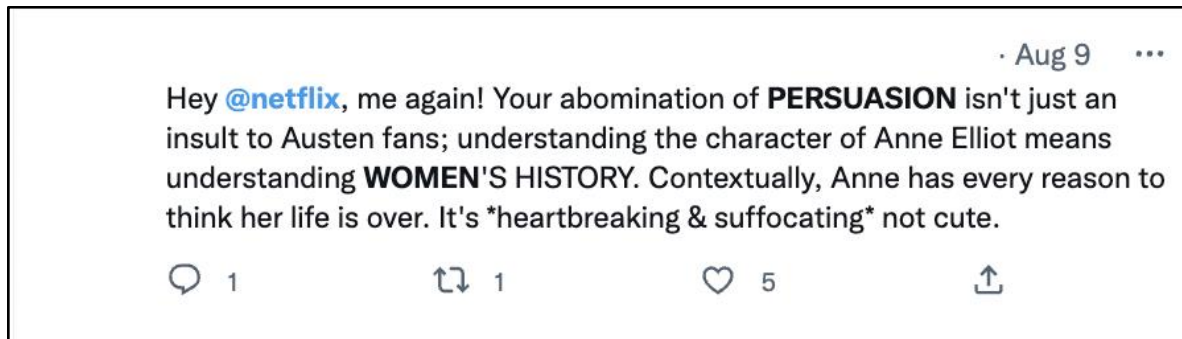 · Aug 9 ...
Hey @netflix, me again! Your abomination of PERSUASION isn't just an
insult to Austen fans; understanding the character of Anne Elliot means
understanding WOMEN'S HISTORY. Contextually, Anne has every reason to
think her life is over. It's *heartbreaking & suffocating* not cute.
1 1 5